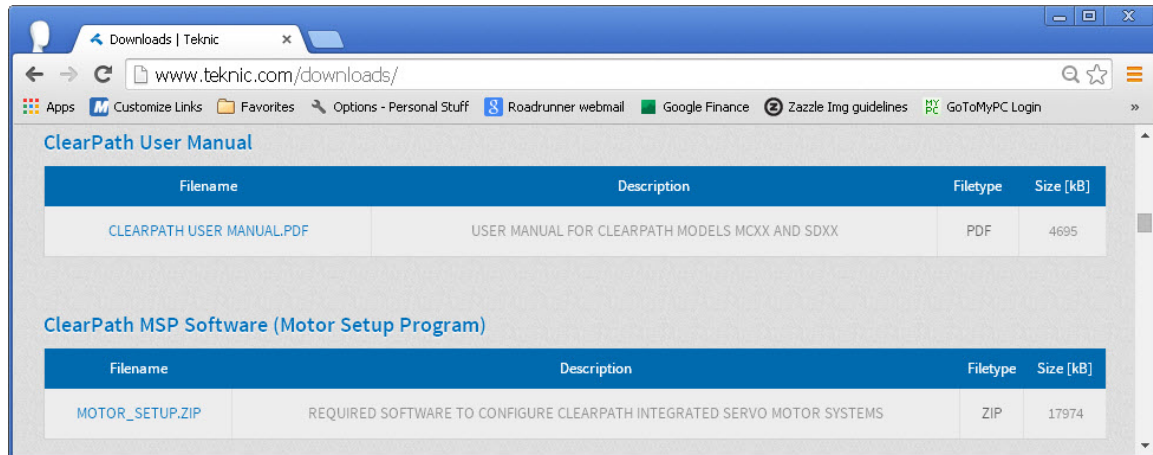 Downloads | Teknic
www.teknic.com/downloads/
Apps Customize Links Favorites Options - Personal Stuff Roadrunner webmail Google Finance Zazzle Img guidelines MY PC GoToMyPC Login »
ClearPath User Manual
Filename Description Filetype Size [kB]
CLEARPATH USER MANUAL.PDF USER MANUAL FOR CLEARPATH MODELS MCXX AND SDXX PDF 4695
ClearPath MSP Software (Motor Setup Program)
Filename Description Filetype Size [kB]
MOTOR_SETUP.ZIP REQUIRED SOFTWARE TO CONFIGURE CLEARPATH INTEGRATED SERVO MOTOR SYSTEMS ZIP 17974